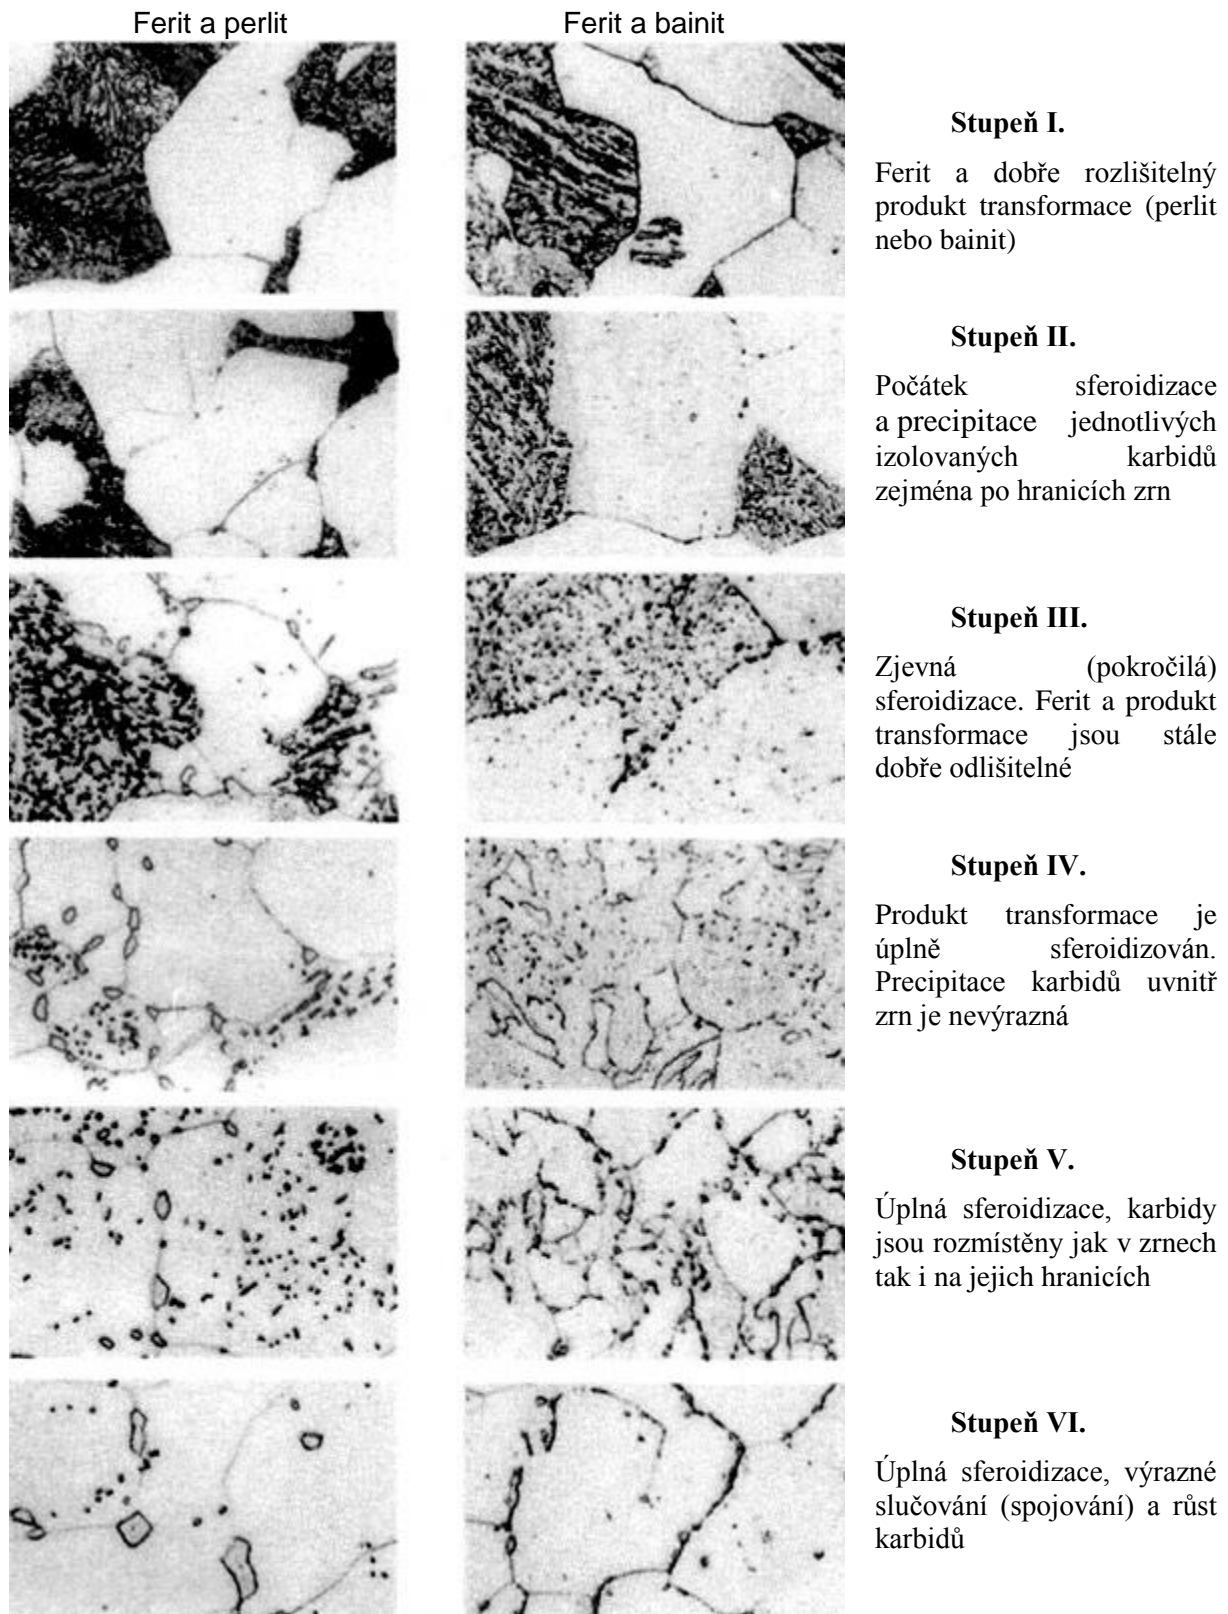 Ferit a perlit
Ferit a bainit
Stupeň I.
Ferit a dobře rozlišitelný
produkt transformace (perlit
nebo bainit)
Stupeň II.
Počátek sferoidizace
a precipitace jednotlivých
izolovaných karbidů
zejména po hranicích zrn
Stupeň III.
Zjevná (pokročilá)
sferoidizace. Ferit a produkt
transformace jsou stále
dobře odlišitelné
Stupeň IV.
Produkt transformace je
úplně sferoidizován.
Precipitace karbidů uvnitř
zrn je nevýrazná
Stupeň V.
Úplná sferoidizace, karbidy
jsou rozmístěny jak v zrnech
tak i na jejich hranicích
Stupeň VI.
Úplná sferoidizace, výrazné
slučování (spojování) a růst
karbidů